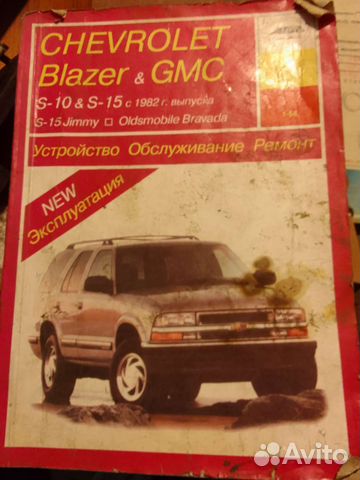 CHEVROLET
Blazer & GMC
S-10 & S-15 с 1982 г. выпуска
S-15 Jimmy □ Oldsmobile Bravada
Устройство Обслуживание Ремонт
NEW
Эксплуатация
Avito